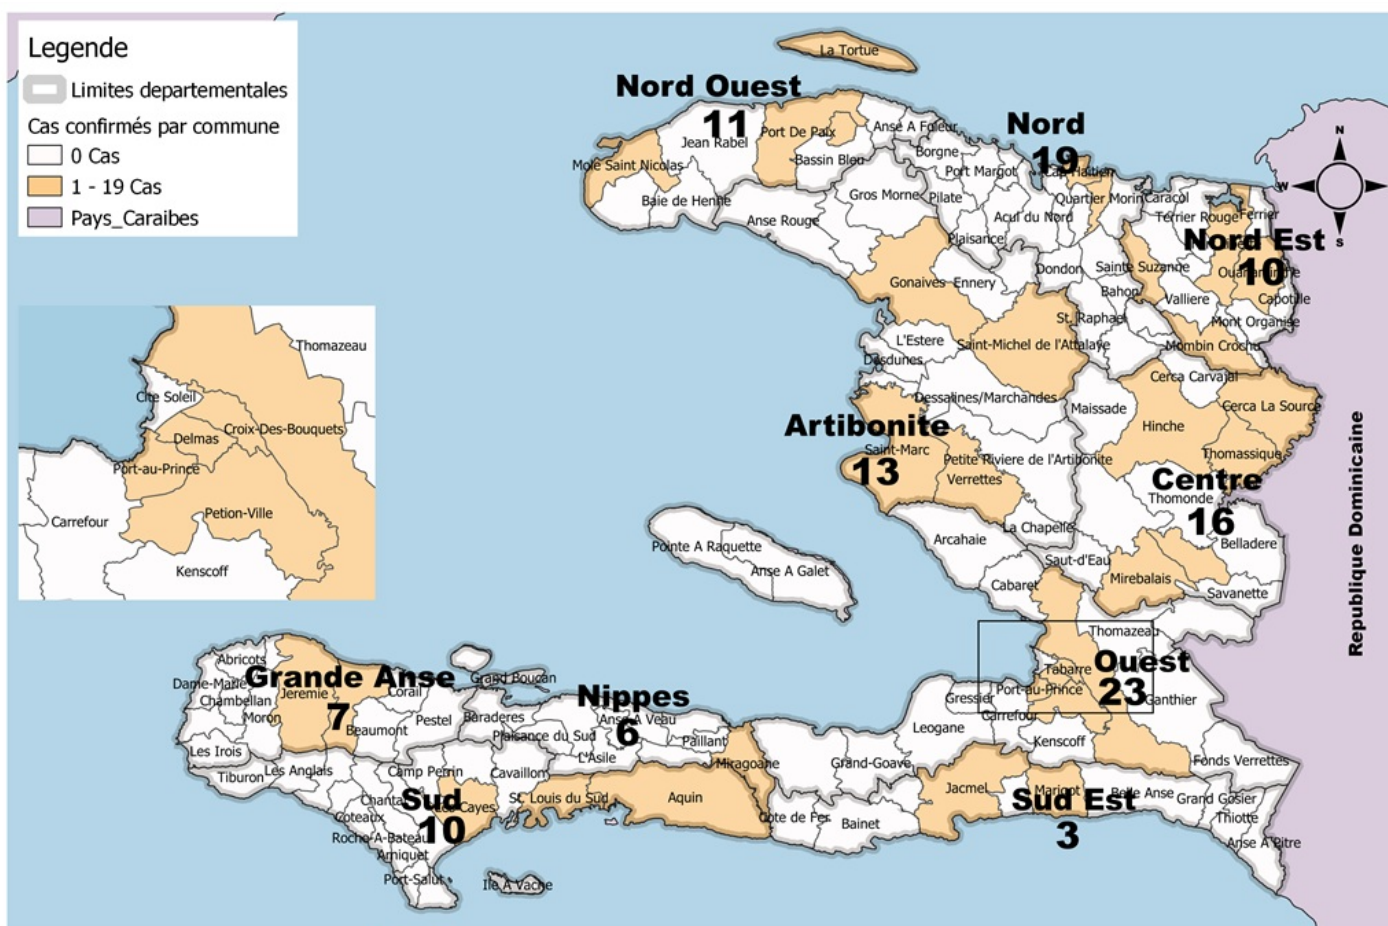 Legende
Limites departementales
Cas confirmés par commune
0 Cas
1 - 19 Cas
Pays_Caraibes
La Tortue
Nord Ouest
11
Jean Rabel
Port De Paix
Anse A Foleur
Mole Saint Nicolas
Bassin Bleu
Baie de Henne
Nord
19
Borgne
Port Margot
Cap-Haitien
Gros Morne
Pilate
Quartier Morin
Caracol
Anse Rouge
Acul du Nord
Terrier Rouge
Ferrier
Plaisance
Nord Est
10
Gonaives
Ennery
Dondon
Sainte Suzanne
Bahon
Valliere
Capotille
St. Raphael
Mont Organise
L'Estere
Saint-Michel de l'Attalaye
Mombin Crochu
Desdunes
Cerca Carvajal
Dessalines/Marchandes
Maissade
Cerca La Source
Artibonite
13
Hinche
Saint-Marc
Petite Riviere de l'Artibonite
Thomassique
Verrettes
Centre
16
Thomonde
La Chapelle
Arcahaie
Belladere
Saut-d'Eau
Cabaret
Mirebalais
Savanette
Pointe A Raquette
Anse A Galet
N
W
S
Republique Dominicaine
Thomazeau
Cite Soleil
Delmas
Croix-Des-Bouquets
Port-au-Prince
Petion-Ville
Carrefour
Kenscoff
Thomazeau
Tabarre
Ouest
23
Port-au-Prince
Gressier
Ganthier
Carrefour
Leogane
Kenscoff
Grand-Goave
Fonds Verrettes
Abricots
Dame-Marie
Grande Anse
7
Jeremie
Corail
Grand Boucan
Chambellan
Moron
Pestel
Beaumont
Baraderes
Nippes
6
Anse A Veau
Plaisance du Sud
Paillant
Les Irois
L'Asile
Miragoane
Tiburon
Les Anglais
Camp Perrin
Cavaillon
Sud
10
St. Louis du Sud
Aquin
Coteaux
Arniquet
Port-Salut
Ile A Vache
Jacmel
Marigot
Belle Anse
Grand Gosier
Sud Est
3
Thiotte
Cote de Fer
Bainet
Anse A Pitre